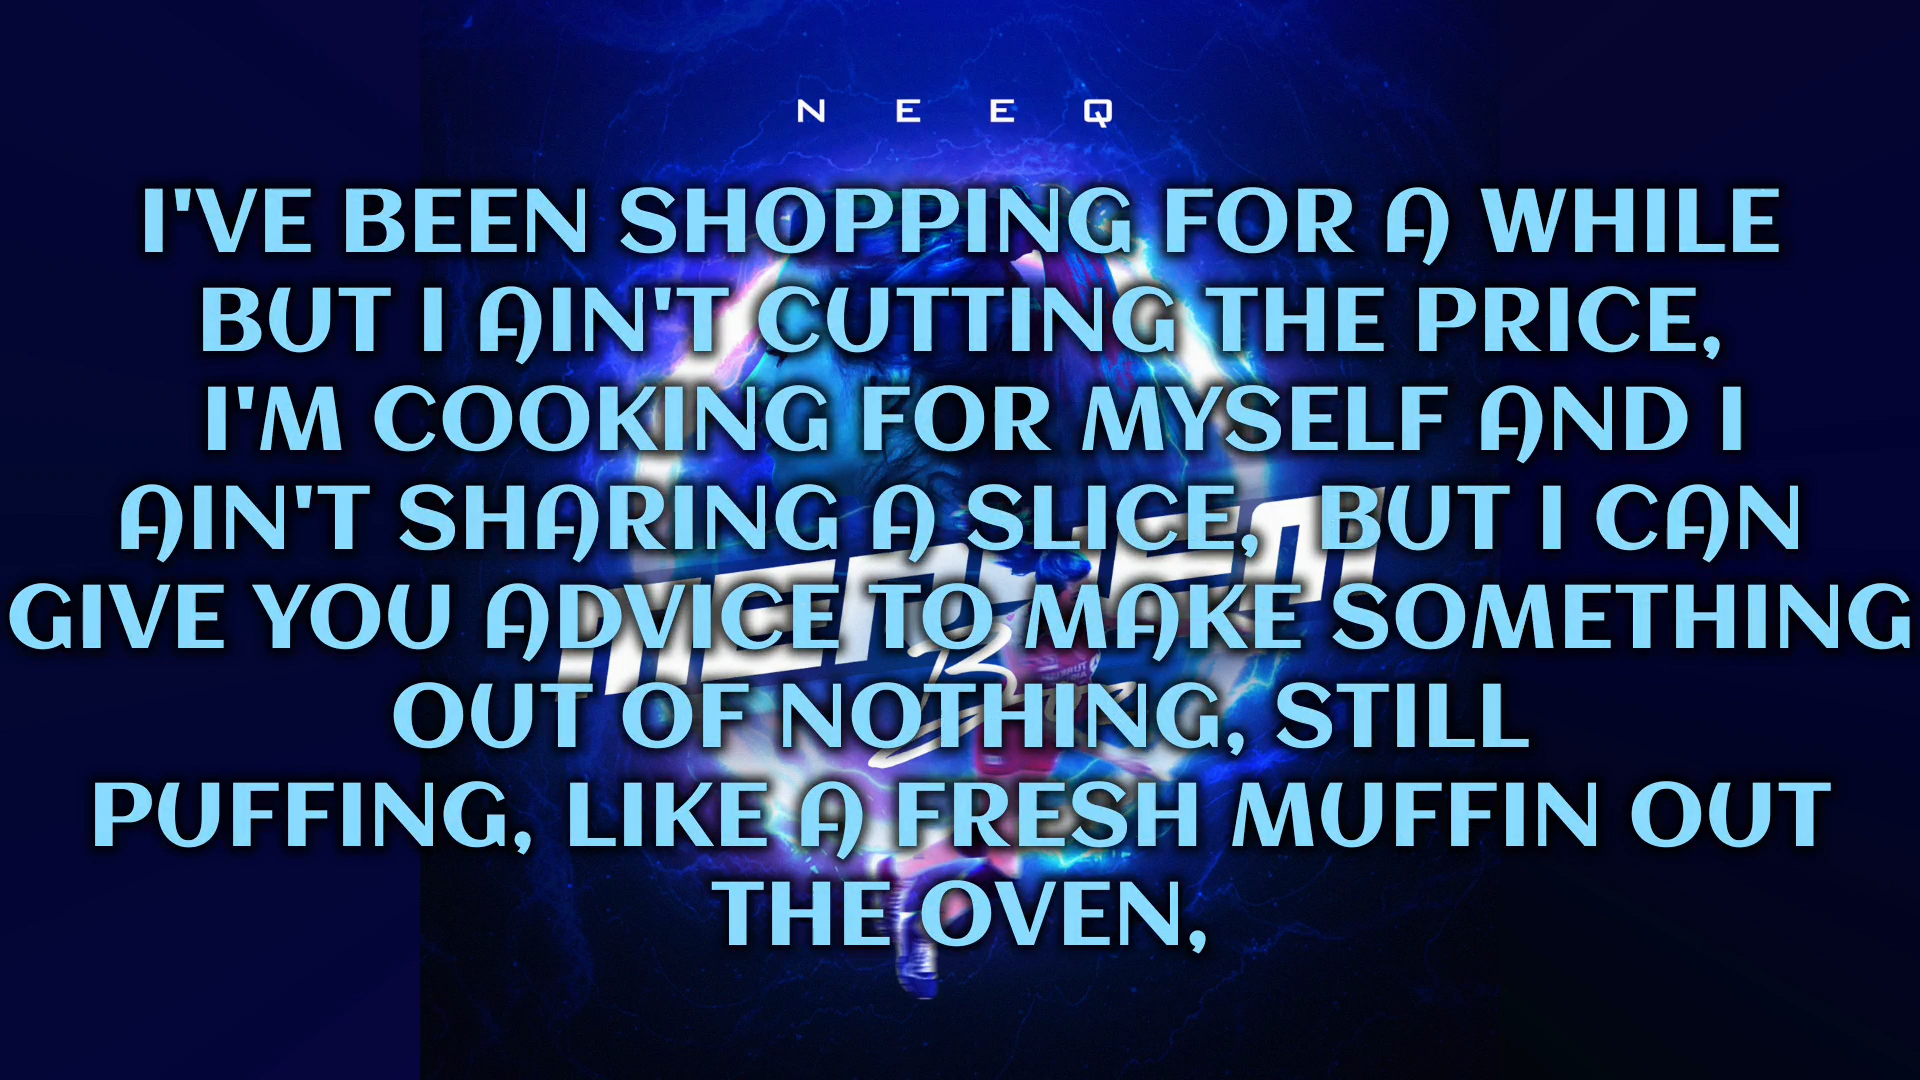 N E E Q
I'VE BEEN SHOPPING FOR A WHILE
BUT I AIN'T CUTTING THE PRICE,
I'M COOKING FOR MYSELF AND I
AIN'T SHARING A SLICE, BUT I CAN
GIVE YOU ADVICE TO MAKE SOMETHING
OUT OF NOTHING, STILL
PUFFING, LIKE A FRESH MUFFIN OUT
THE OVEN,